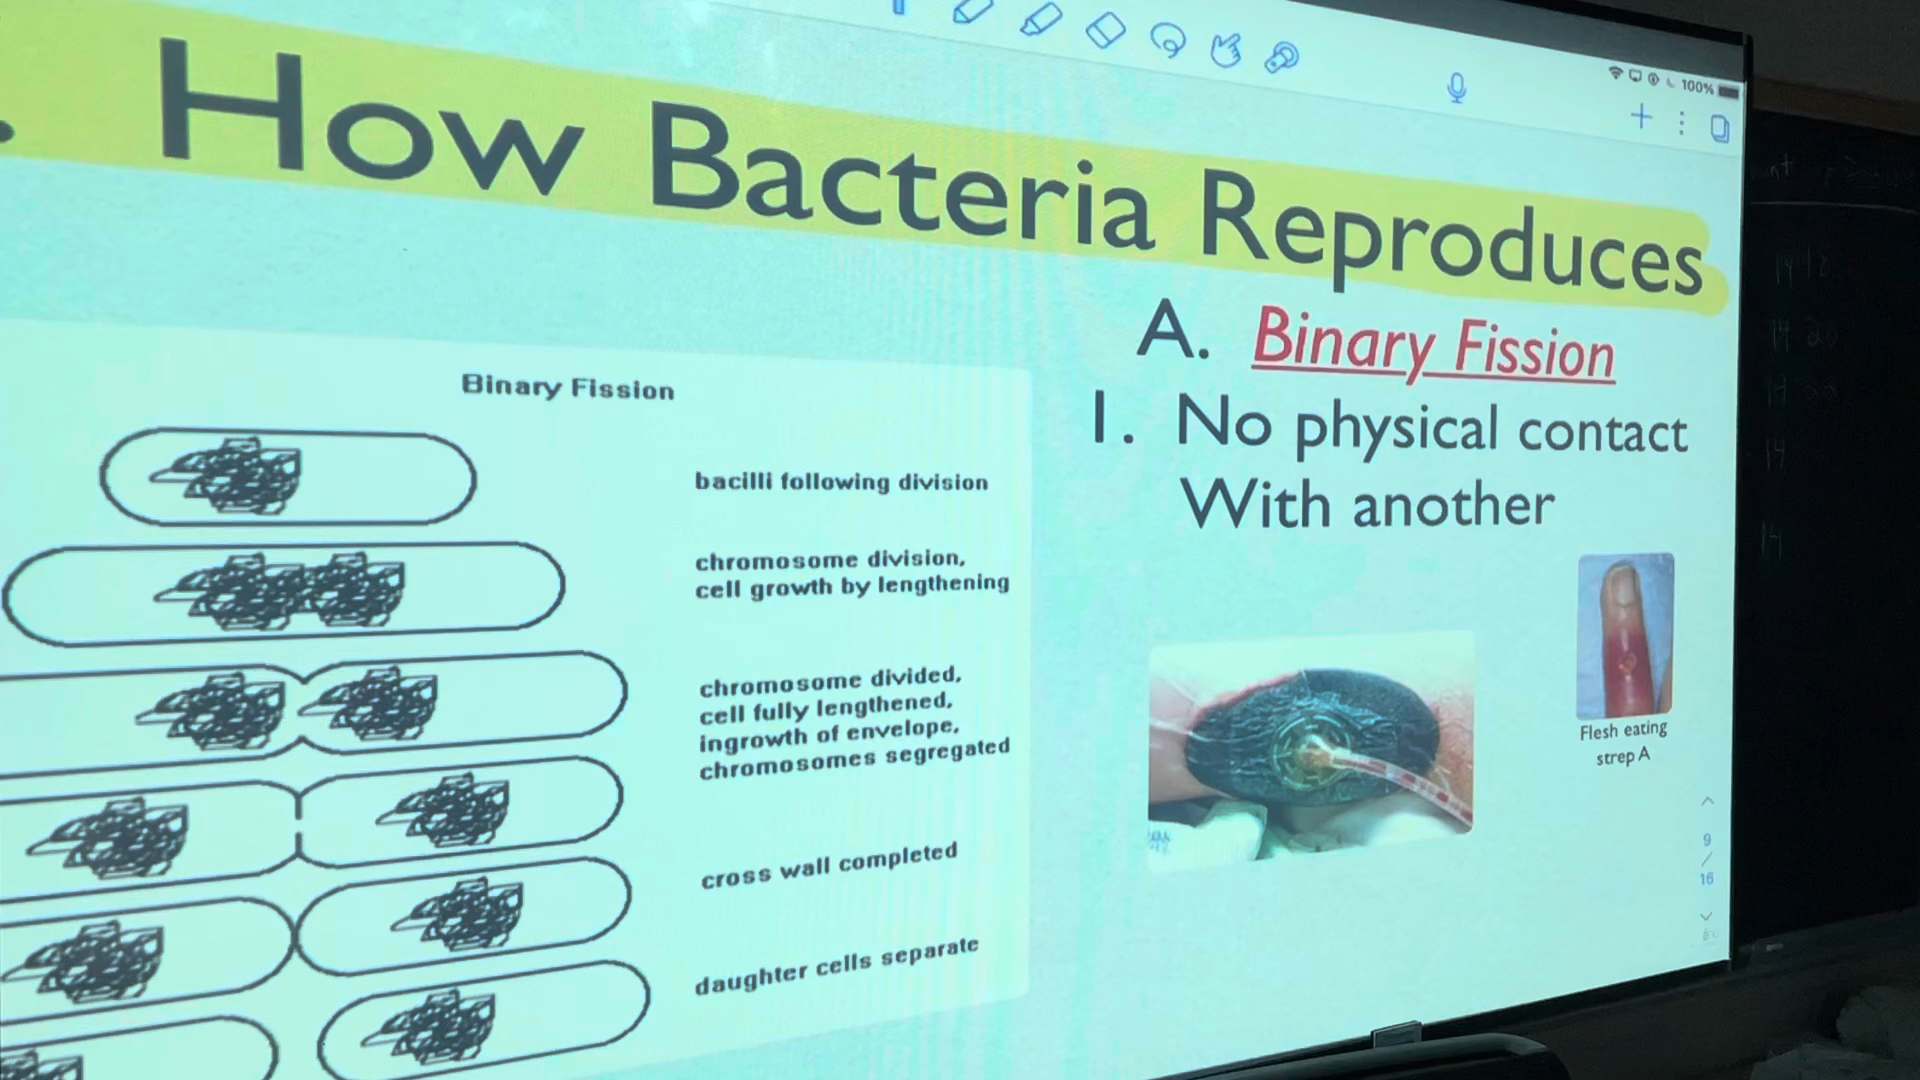 100%
. How Bacteria Reproduces
A. Binary Fission
1. No physical contact
With another
Binary Fission
bacilli following division
chromosome division,
cell growth by lengthening
chromosome divided,
cell fully lengthened,
ingrowth of envelope,
chromosomes segregated
cross wall completed
daughter cells separate
Flesh eating
strep A
9
/
16